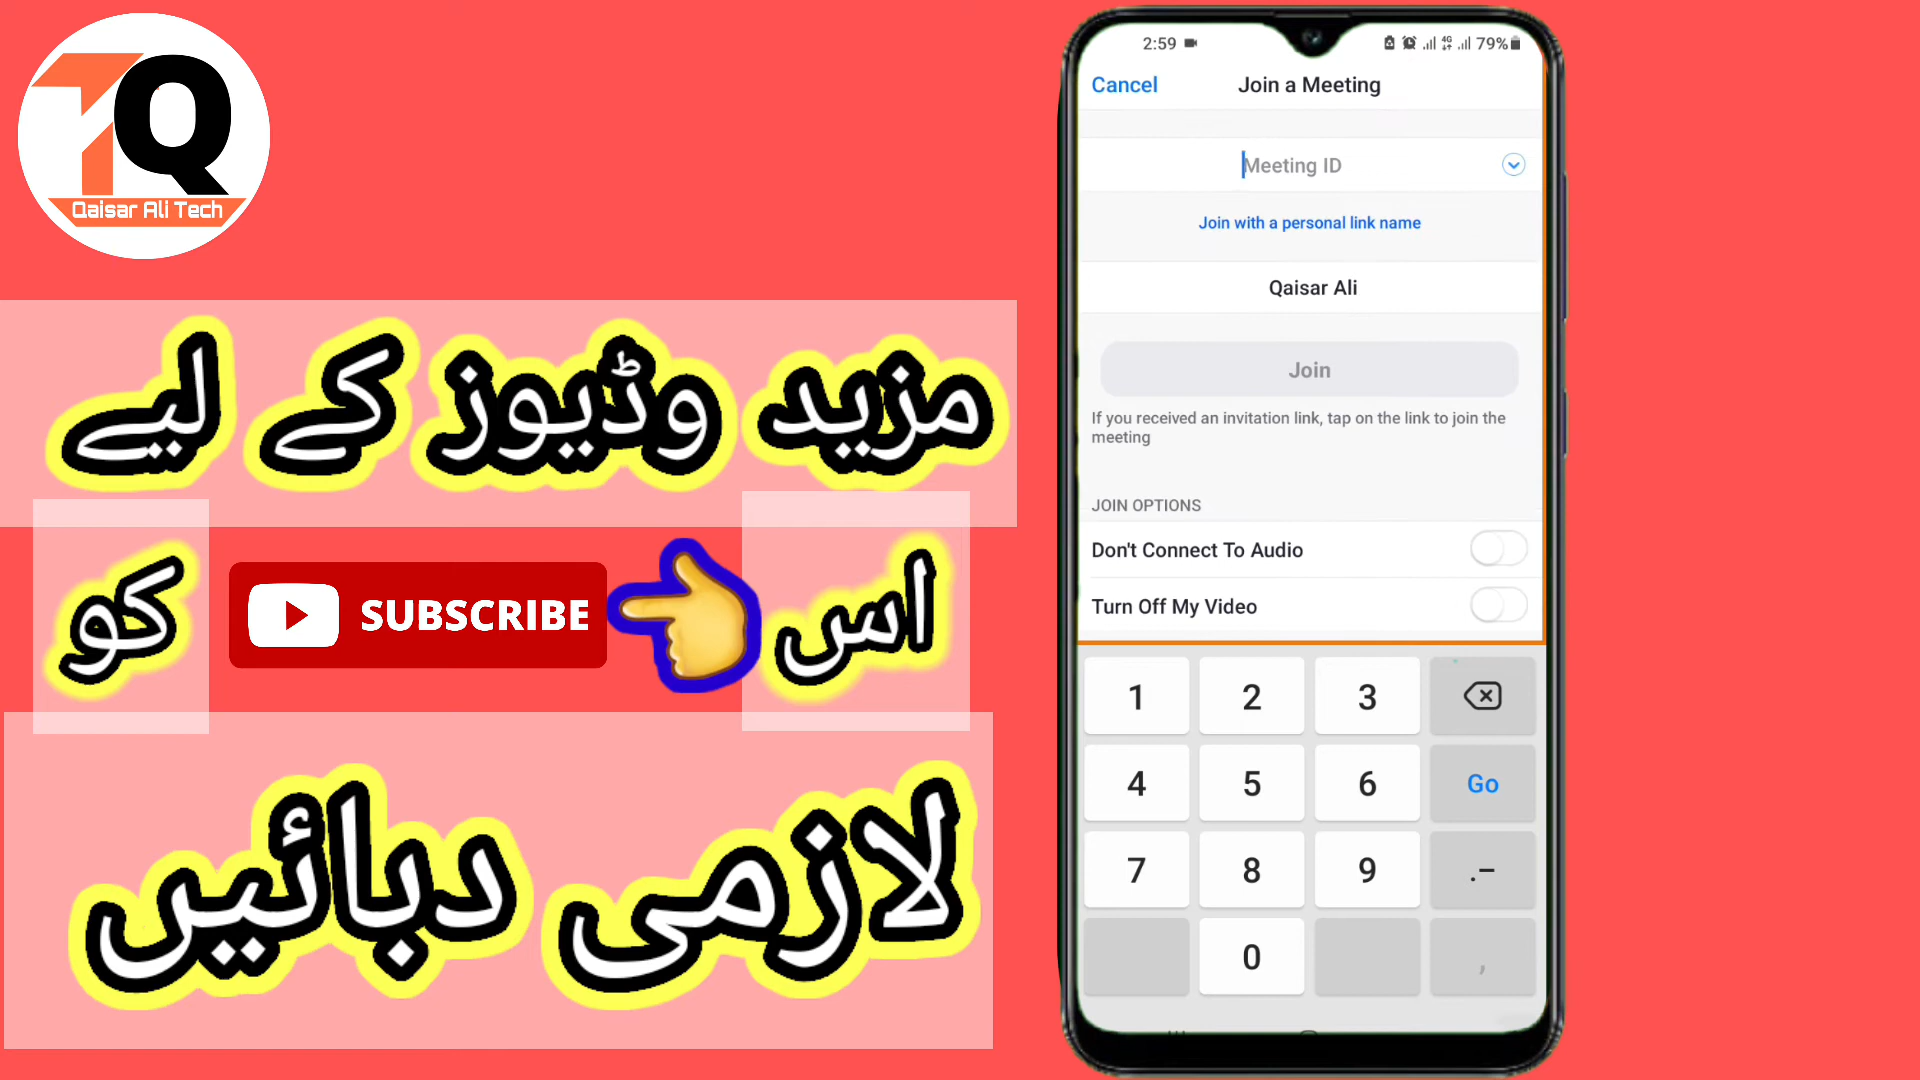 Qaisar Ali Tech
مزید وڈیوز کے لیے
اس SUBSCRIBE کو
لازمی دبائیں
2:59 4G 79%
Cancel Join a Meeting
Meeting ID
Join with a personal link name
Qaisar Ali
Join
If you received an invitation link, tap on the link to join the
meeting
JOIN OPTIONS
Don't Connect To Audio
Turn Off My Video
1 2 3
4 5 6 Go
7 8 9 .–
0 ,